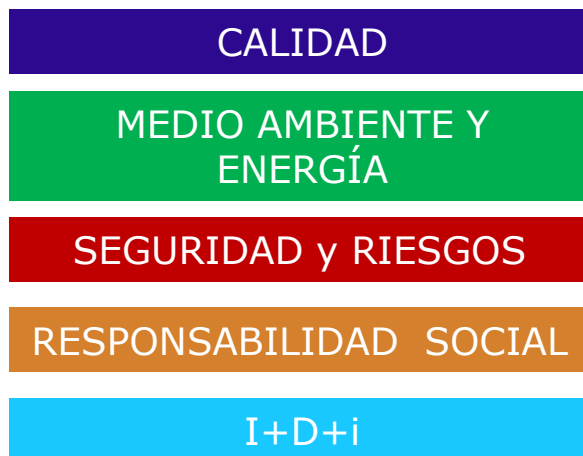 CALIDAD
MEDIO AMBIENTE Y
ENERGÍA
SEGURIDAD y RIESGOS
RESPONSABILIDAD  SOCIAL
I+D+i